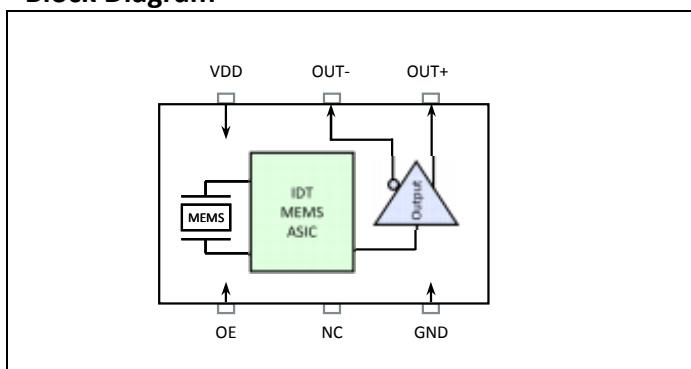 Block Diagram
VDD OUT- OUT+
IDT
MEMS
ASIC
MEMS
Output
OE NC GND